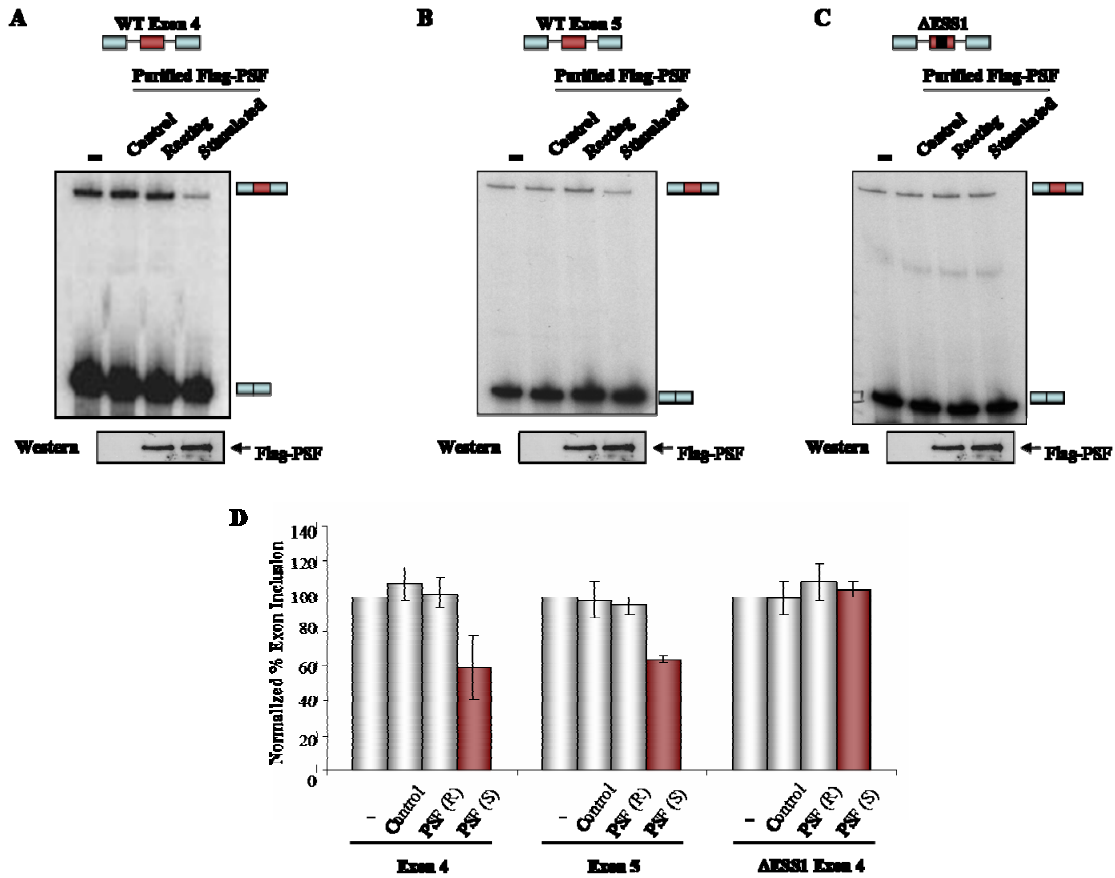 A
WT Exon 4
Purified Flag-PSF
-
Control
Resting
Stimulated
Western
Flag-PSF
B
WT Exon 5
Purified Flag-PSF
-
Control
Resting
Stimulated
Western
Flag-PSF
C
ΔESS1
Purified Flag-PSF
-
Control
Resting
Stimulated
Western
Flag-PSF
D
Normalized % Exon Inclusion
140
120
100
80
60
40
20
0
-
Control
PSF (R)
PSF (S)
Exon 4
-
Control
PSF (R)
PSF (S)
Exon 5
-
Control
PSF (R)
PSF (S)
ΔESS1 Exon 4